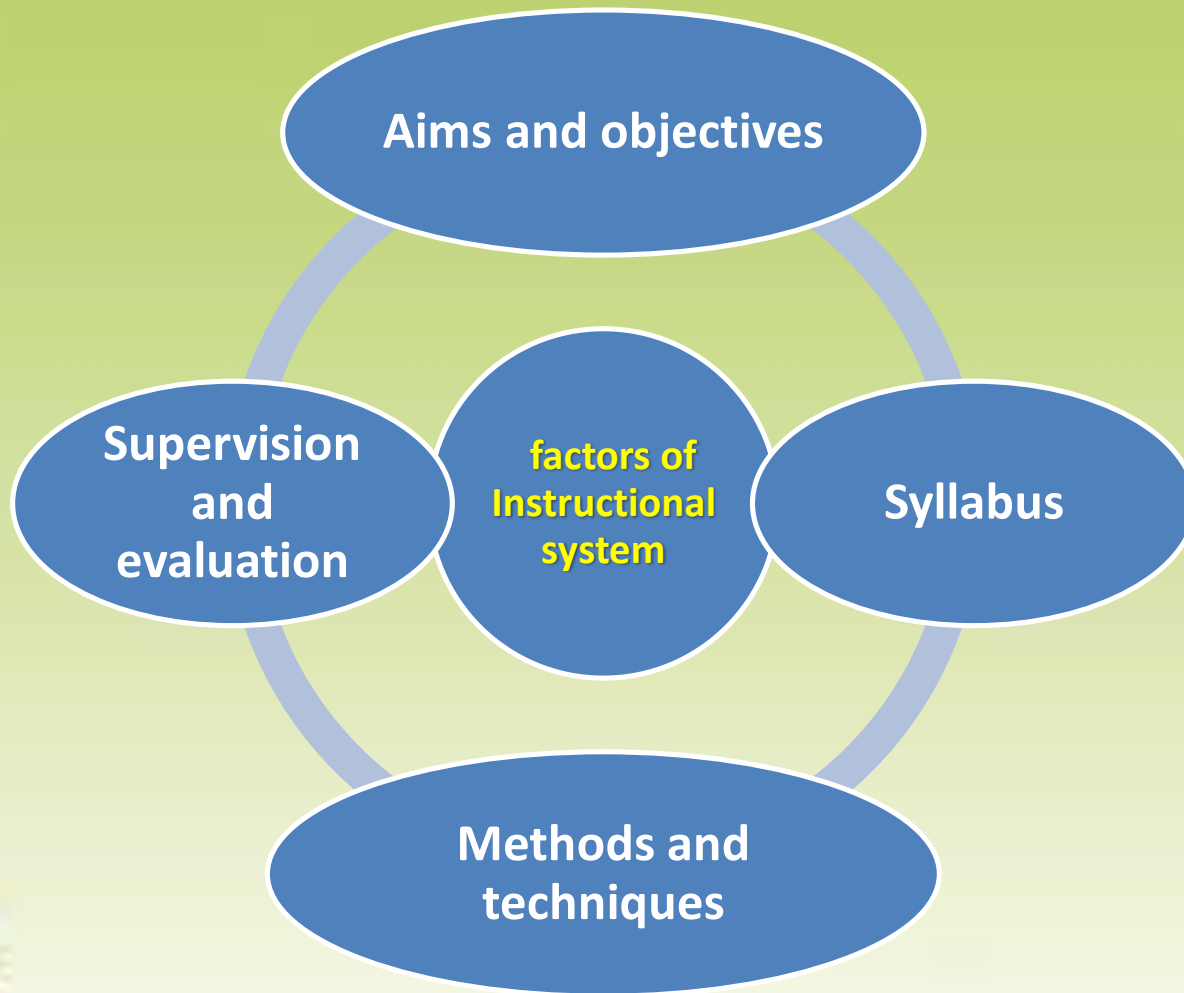 Aims and objectives
Supervision
and
evaluation
factors of
Instructional
system
Syllabus
Methods and
techniques